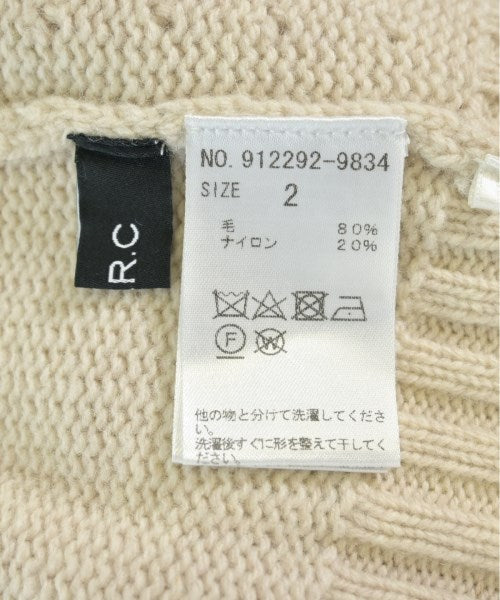 R.C
NO. 912292-9834
SIZE 2
毛 80%
ナイロン 20%
F
W
他の物と分けて洗濯してくださ
い。
洗濯後すぐに形を整えて干してく
ださい。